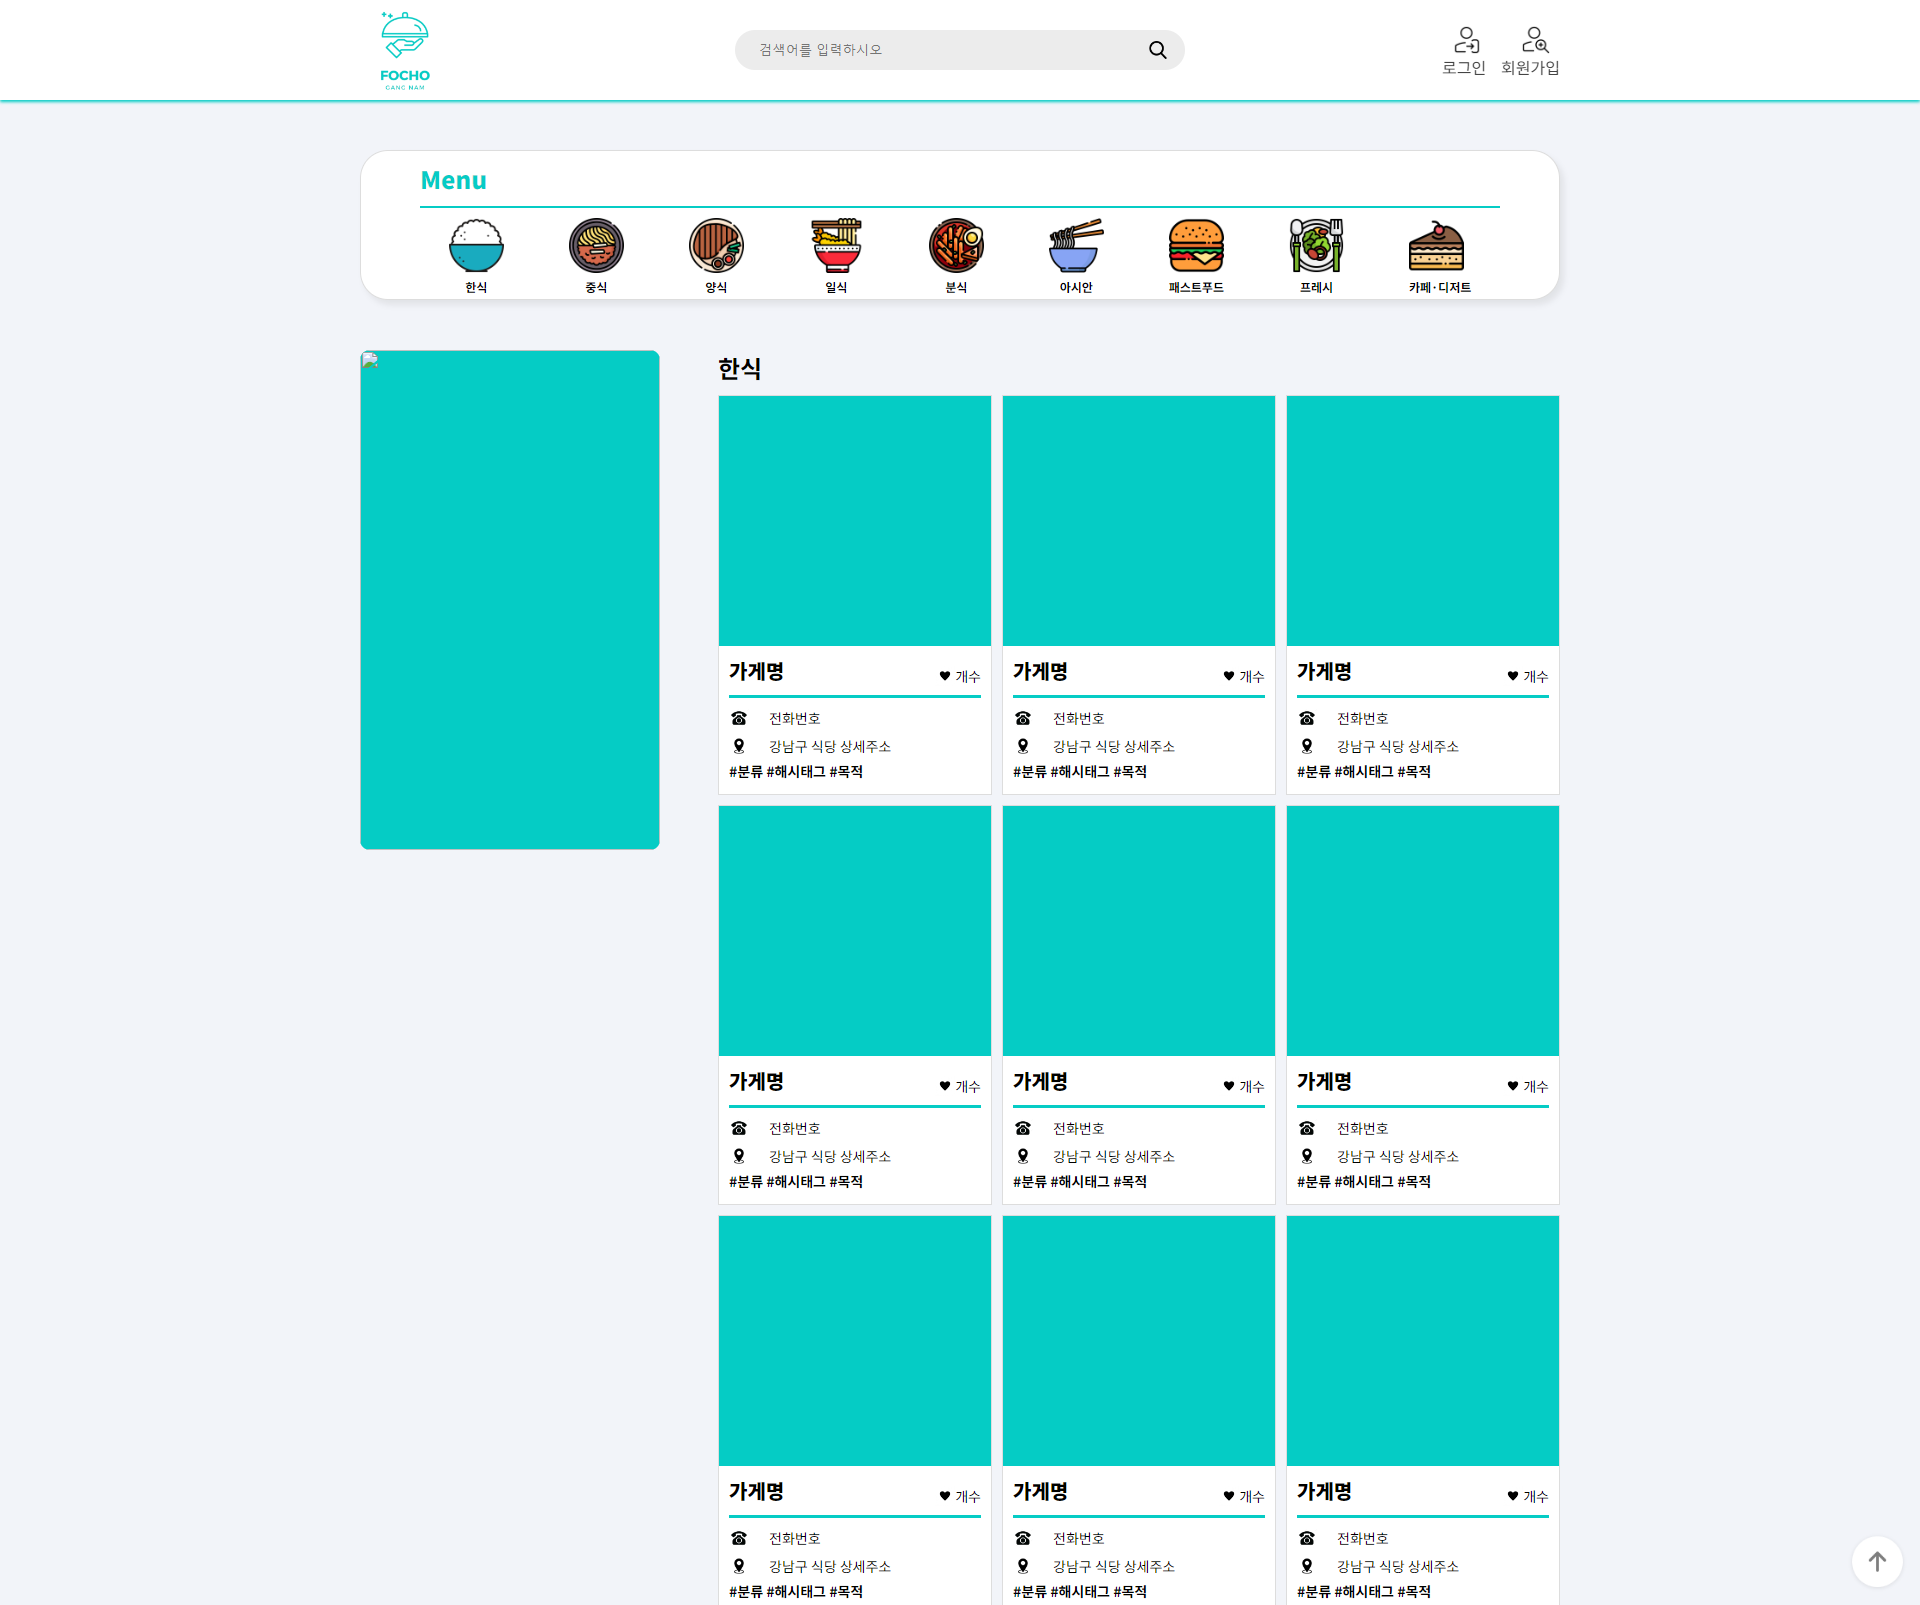 FOCHO
GANG NAM
검색어를 입력하시오
로그인 회원가입
Menu
한식 중식 양식 일식 분식 아시안 패스트푸드 프레시 카페·디저트
한식
가게명 개수 가게명 개수 가게명 개수
전화번호 전화번호 전화번호
강남구 식당 상세주소 강남구 식당 상세주소 강남구 식당 상세주소
#분류 #해시태그 #목적 #분류 #해시태그 #목적 #분류 #해시태그 #목적
가게명 개수 가게명 개수 가게명 개수
전화번호 전화번호 전화번호
강남구 식당 상세주소 강남구 식당 상세주소 강남구 식당 상세주소
#분류 #해시태그 #목적 #분류 #해시태그 #목적 #분류 #해시태그 #목적
가게명 개수 가게명 개수 가게명 개수
전화번호 전화번호 전화번호
강남구 식당 상세주소 강남구 식당 상세주소 강남구 식당 상세주소
#분류 #해시태그 #목적 #분류 #해시태그 #목적 #분류 #해시태그 #목적